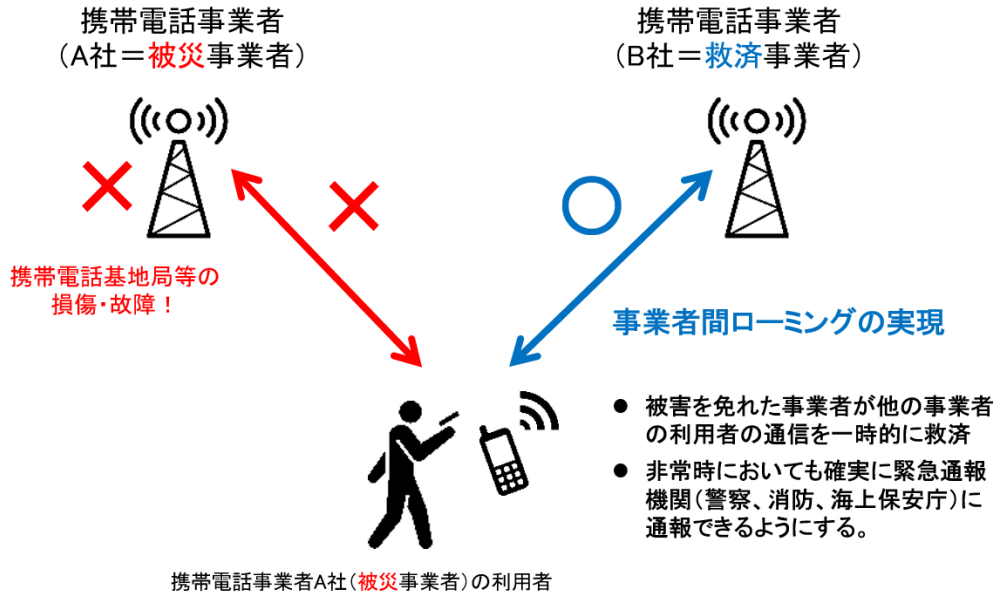 携帯電話事業者
（A社＝被災事業者）
携帯電話事業者
（B社＝救済事業者）
携帯電話基地局等の
損傷・故障！
事業者間ローミングの実現
● 被害を免れた事業者が他の事業者
の利用者の通信を一時的に救済
● 非常時においても確実に緊急通報
機関（警察、消防、海上保安庁）に
通報できるようにする。
携帯電話事業者A社（被災事業者）の利用者